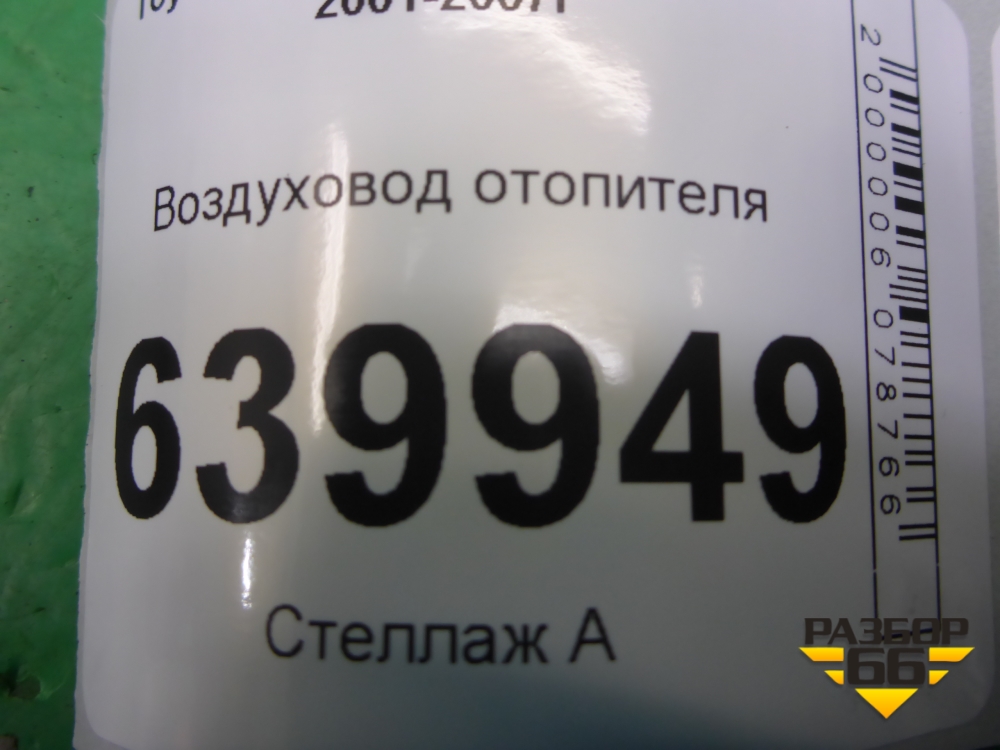 Воздуховод отопителя
639949
Стеллаж А
2000006078766
РАЗБОР
66